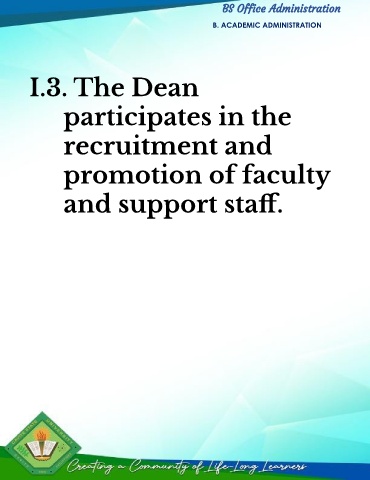 BS Office Administration
B. ACADEMIC ADMINISTRATION
I.3. The Dean
participates in the
recruitment and
promotion of faculty
and support staff.
Creating a Community of Life-Long Learners